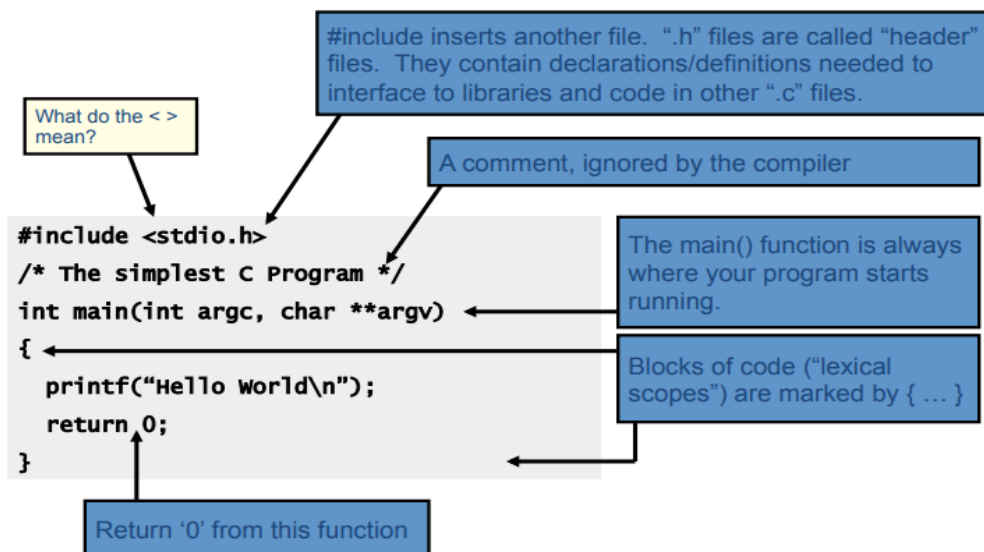 #include inserts another file. “.h” files are called “header”
files. They contain declarations/definitions needed to
interface to libraries and code in other “.c” files.
What do the < >
mean?
A comment, ignored by the compiler
#include <stdio.h>
/* The simplest C Program */
int main(int argc, char **argv)
{
printf(“Hello World\n”);
return 0;
}
The main() function is always
where your program starts
running.
Blocks of code (“lexical
scopes”) are marked by { … }
Return ‘0’ from this function